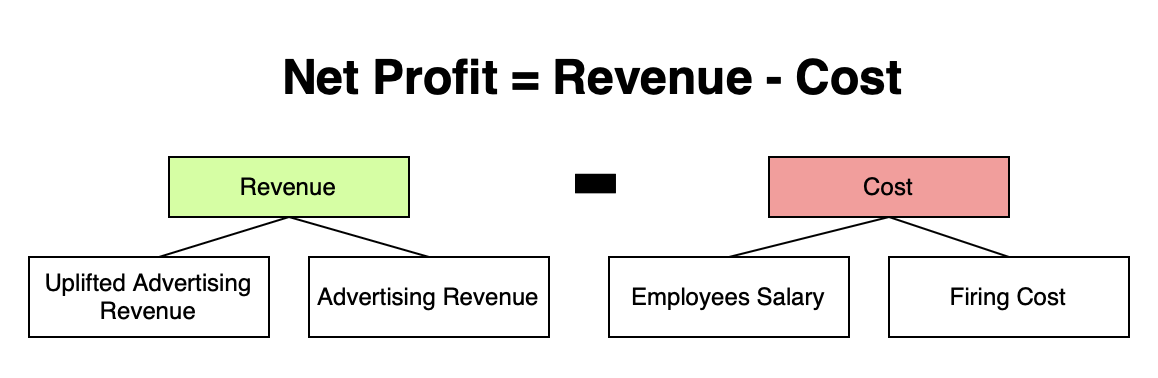 Net Profit = Revenue - Cost
Revenue
-
Cost
Uplifted Advertising
Revenue
Advertising Revenue
Employees Salary
Firing Cost